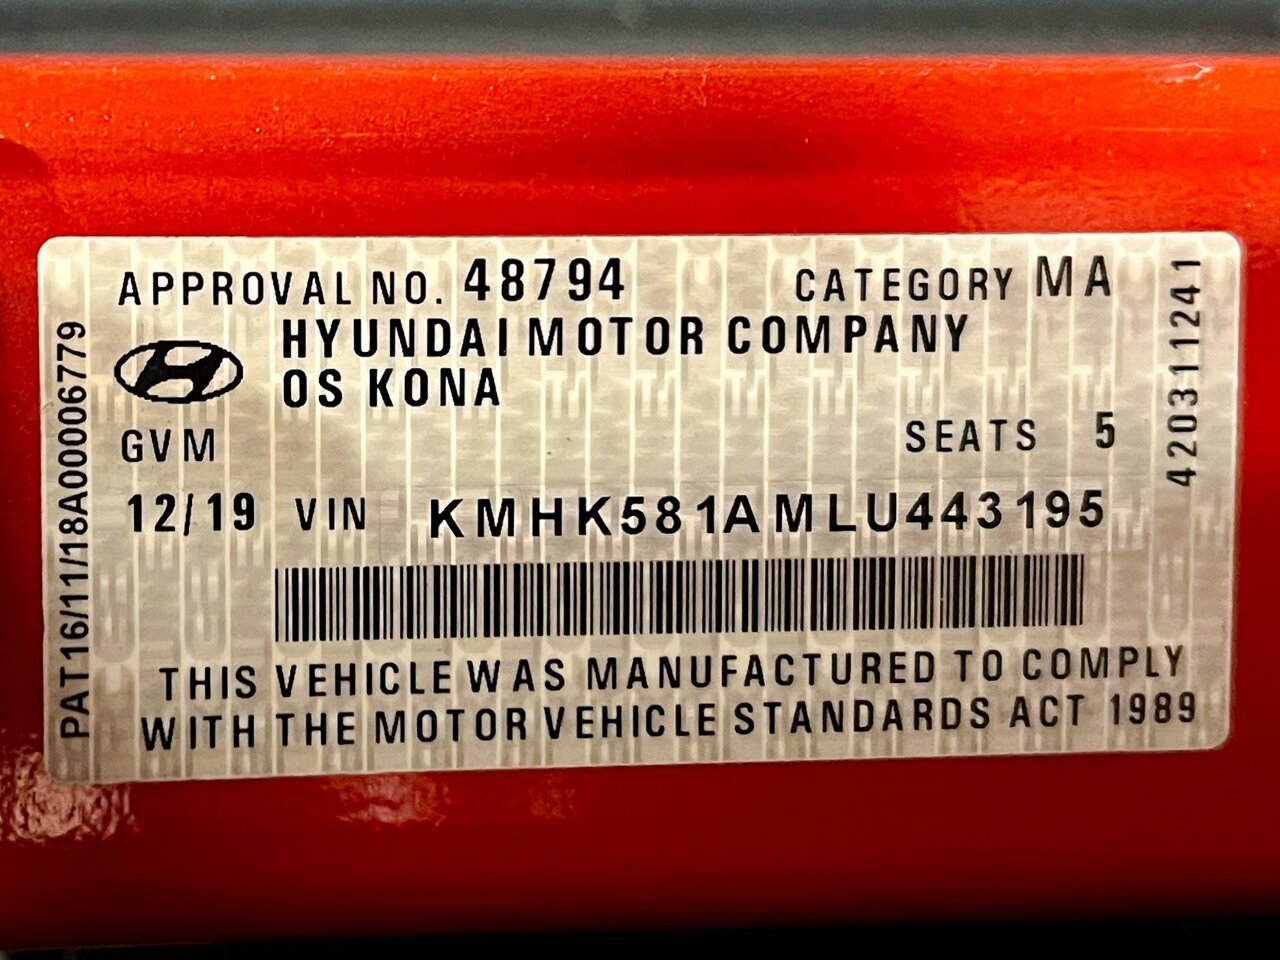 APPROVAL NO. 48794 CATEGORY MA
HYUNDAI MOTOR COMPANY
OS KONA
GVM SEATS 5
12/19 VIN KMHK581AMLU443195
THIS VEHICLE WAS MANUFACTURED TO COMPLY
WITH THE MOTOR VEHICLE STANDARDS ACT 1989
PAT16/11/18A00006779
4203111241